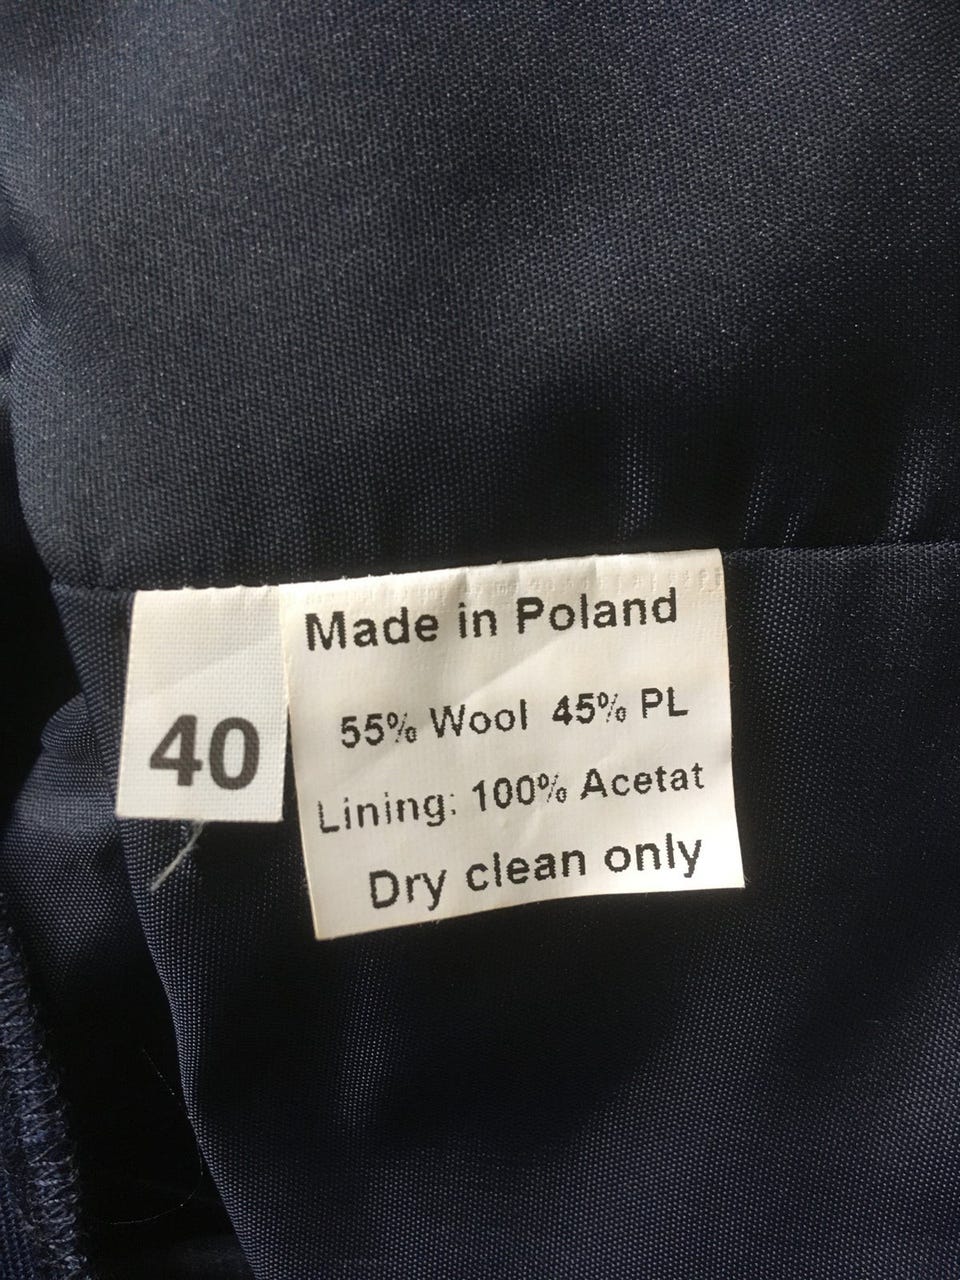 Made in Poland
55% Wool 45% PL
Lining: 100% Acetat
Dry clean only
40